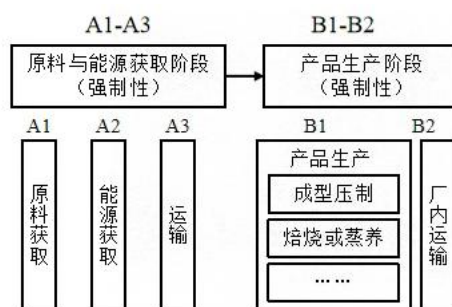 A1-A3
B1-B2
原料与能源获取阶段
（强制性）
产品生产阶段
（强制性）
A1
A2
A3
B1
B2
原料获取
能源获取
运输
产品生产
成型压制
焙烧或蒸养
……
厂内运输